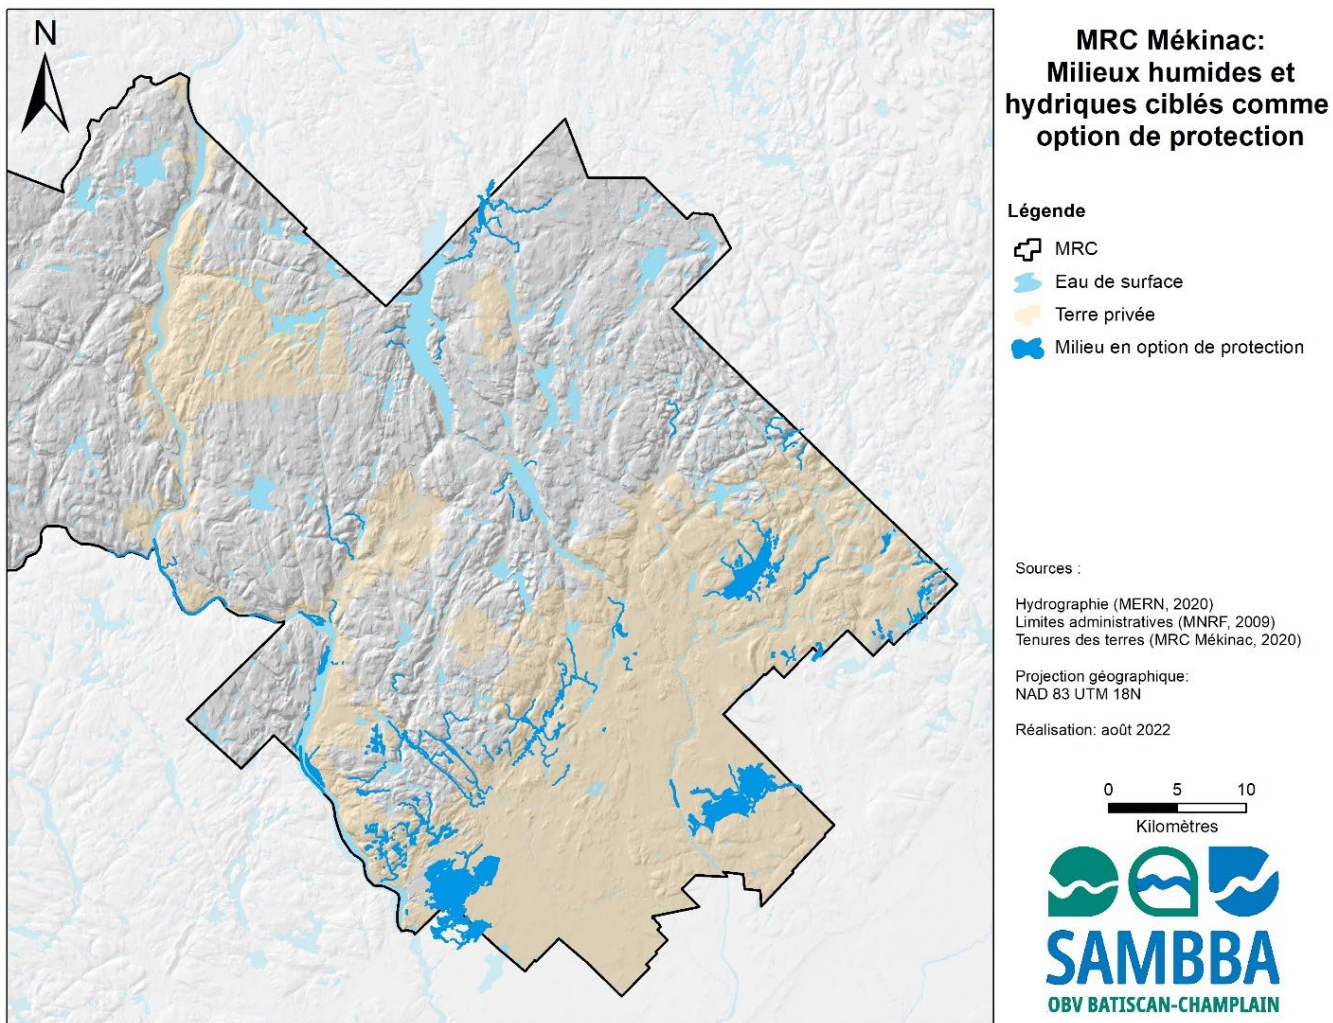 N
MRC Mékinac:
Milieux humides et
hydriques ciblés comme
option de protection
Légende
MRC
Eau de surface
Terre privée
Milieu en option de protection
Sources :
Hydrographie (MERN, 2020)
Limites administratives (MNRF, 2009)
Tenures des terres (MRC Mékinac, 2020)
Projection géographique:
NAD 83 UTM 18N
Réalisation: août 2022
0 5 10
Kilomètres
SAMBBA
OBV BATISCAN-CHAMPLAIN